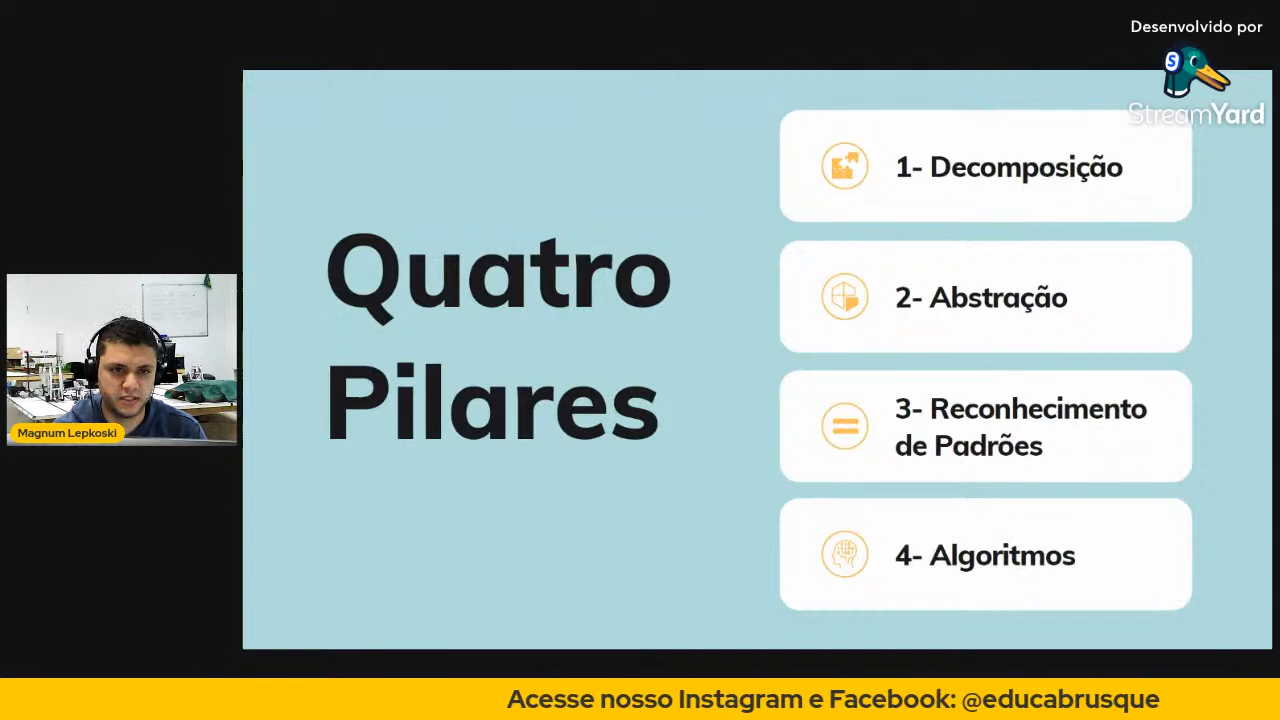 Desenvolvido por
StreamYard
Quatro
Pilares
1- Decomposição
2- Abstração
3- Reconhecimento
de Padrões
4- Algoritmos
Magnum Lepkoski
Acesse nosso Instagram e Facebook: @educabrusque